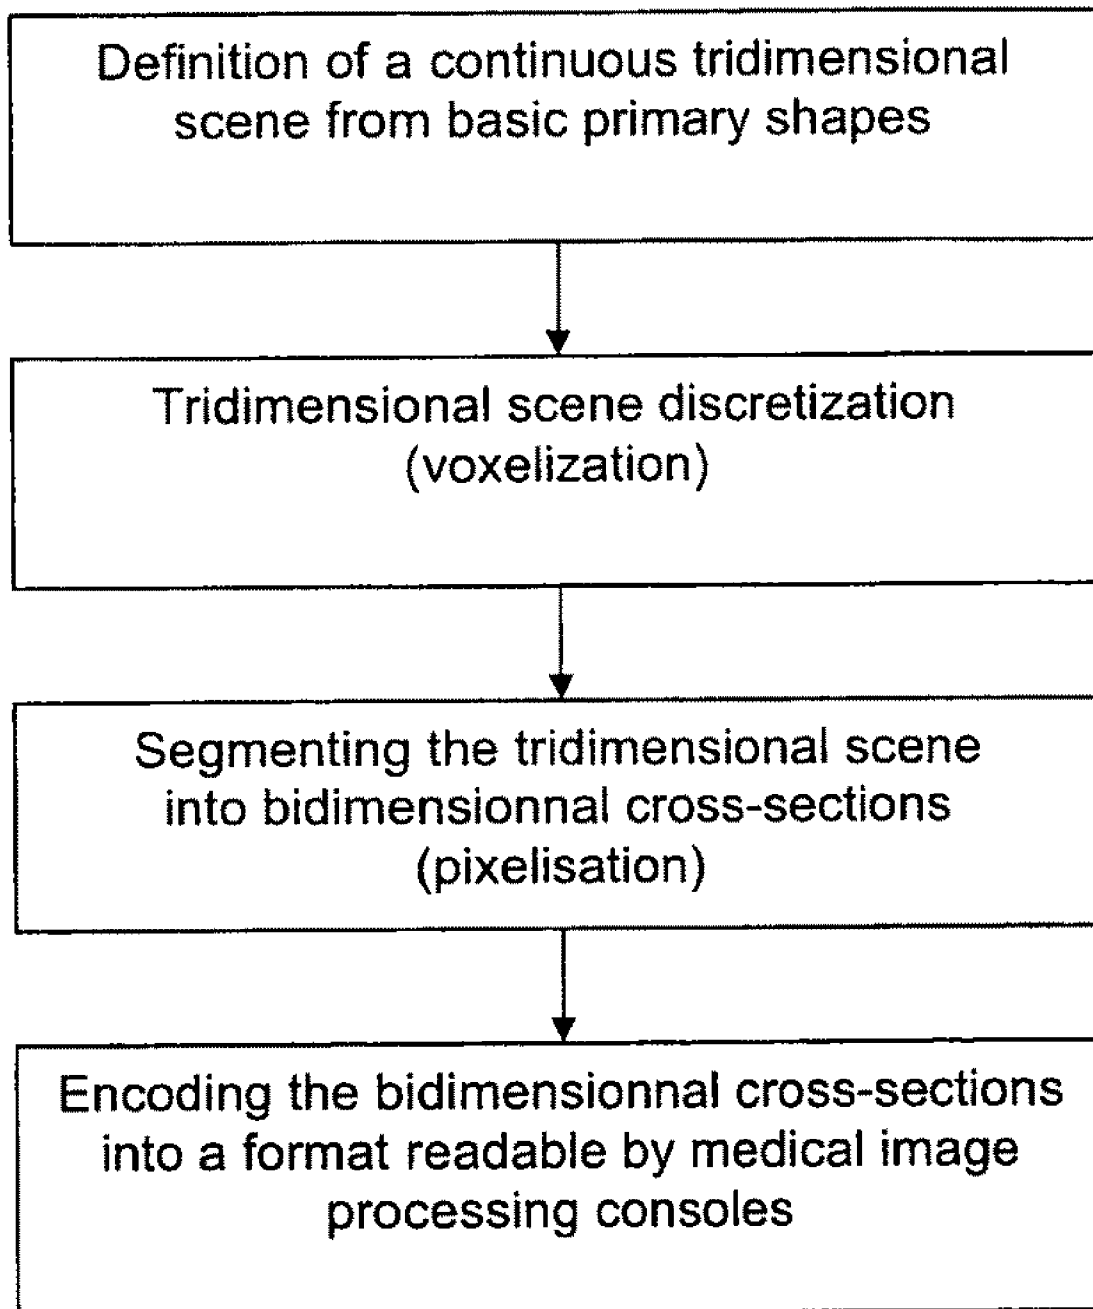 Definition of a continuous tridimensional
scene from basic primary shapes
Tridimensional scene discretization
(voxelization)
Segmenting the tridimensional scene
into bidimensionnal cross-sections
(pixelisation)
Encoding the bidimensionnal cross-sections
into a format readable by medical image
processing consoles